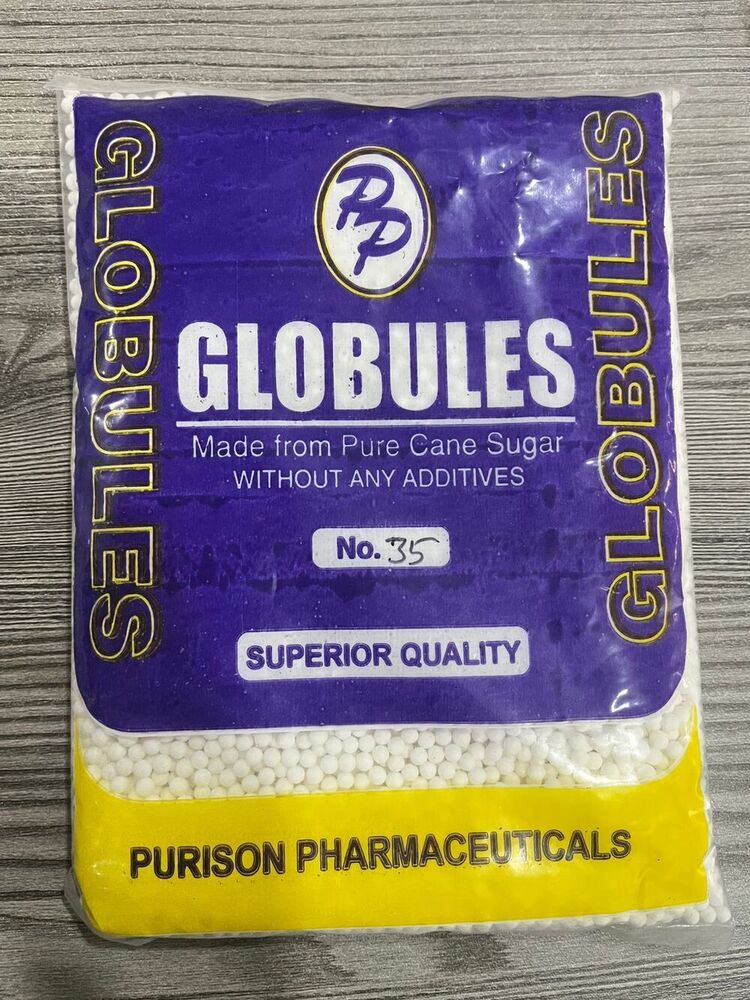 PP
GLOBULES
Made from Pure Cane Sugar
WITHOUT ANY ADDITIVES
No. 35
SUPERIOR QUALITY
GLOBULES
GLOBULES
PURISON PHARMACEUTICALS